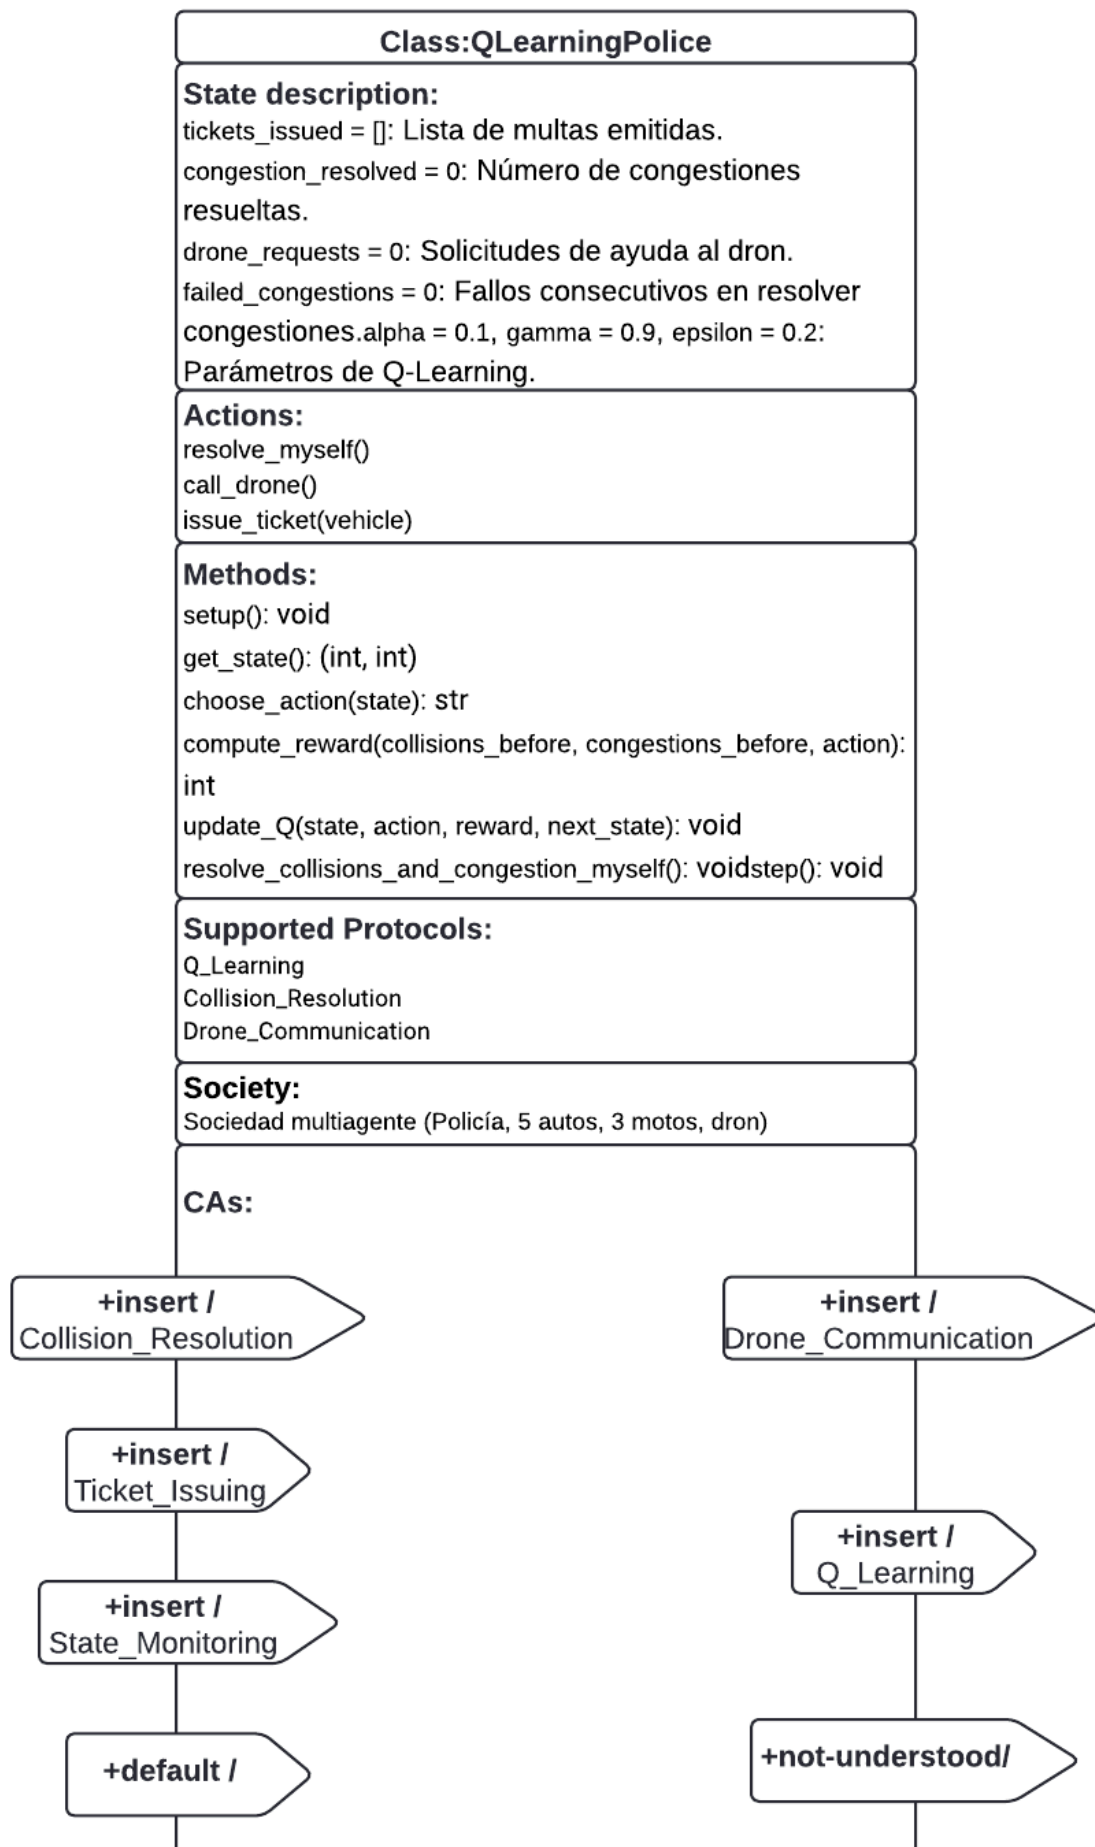 Class:QLearningPolice
State description:
tickets_issued = []: Lista de multas emitidas.
congestion_resolved = 0: Número de congestiones
resueltas.
drone_requests = 0: Solicitudes de ayuda al dron.
failed_congestions = 0: Fallos consecutivos en resolver
congestiones.alpha = 0.1, gamma = 0.9, epsilon = 0.2:
Parámetros de Q-Learning.
Actions:
resolve_myself()
call_drone()
issue_ticket(vehicle)
Methods:
setup(): void
get_state(): (int, int)
choose_action(state): str
compute_reward(collisions_before, congestions_before, action):
int
update_Q(state, action, reward, next_state): void
resolve_collisions_and_congestion_myself(): voidstep(): void
Supported Protocols:
Q_Learning
Collision_Resolution
Drone_Communication
Society:
Sociedad multiagente (Policía, 5 autos, 3 motos, dron)
CAs:
+insert /
Collision_Resolution
+insert /
Drone_Communication
+insert /
Ticket_Issuing
+insert /
Q_Learning
+insert /
State_Monitoring
+default /
+not-understood/